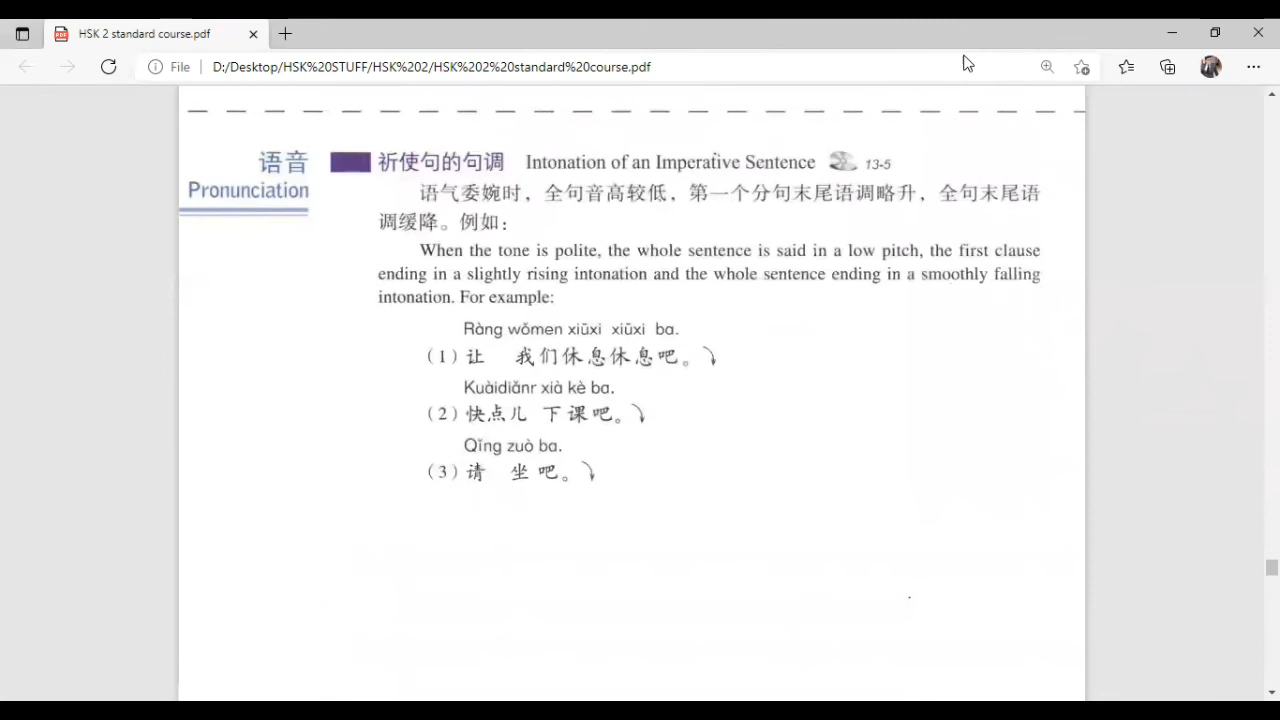 HSK 2 standard course.pdf
File D:/Desktop/HSK%20STUFF/HSK%202/HSK%202%20standard%20course.pdf
语音
Pronunciation
祈使句的句调 Intonation of an Imperative Sentence 13-5
语气委婉时，全句音高较低，第一个分句末尾语调略升，全句末尾语
调缓降。例如：
When the tone is polite, the whole sentence is said in a low pitch, the first clause
ending in a slightly rising intonation and the whole sentence ending in a smoothly falling
intonation. For example:
Ràng wǒmen xiūxi xiūxi ba.
（1）让 我们休息休息吧。
Kuàidiǎnr xià kè ba.
（2）快点儿 下课吧。
Qǐng zuò ba.
（3）请 坐吧。